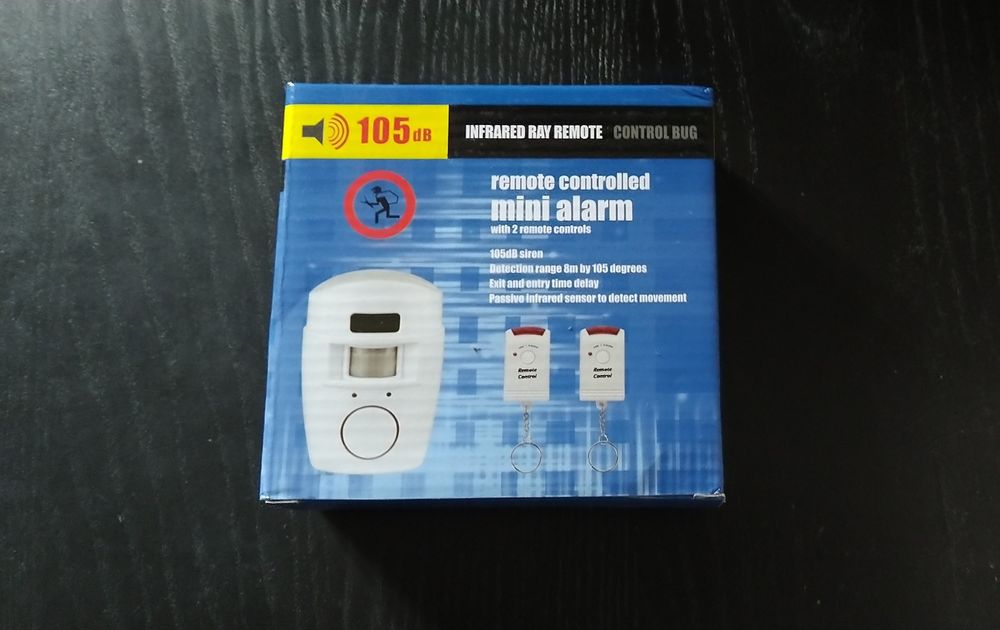 105dB
INFRARED RAY REMOTE CONTROL BUG
remote controlled
mini alarm
with 2 remote controls
105dB siren
Detection range 8m by 105 degrees
Exit and entry time delay
Passive infrared sensor to detect movement
Remote
Control
Remote
Control